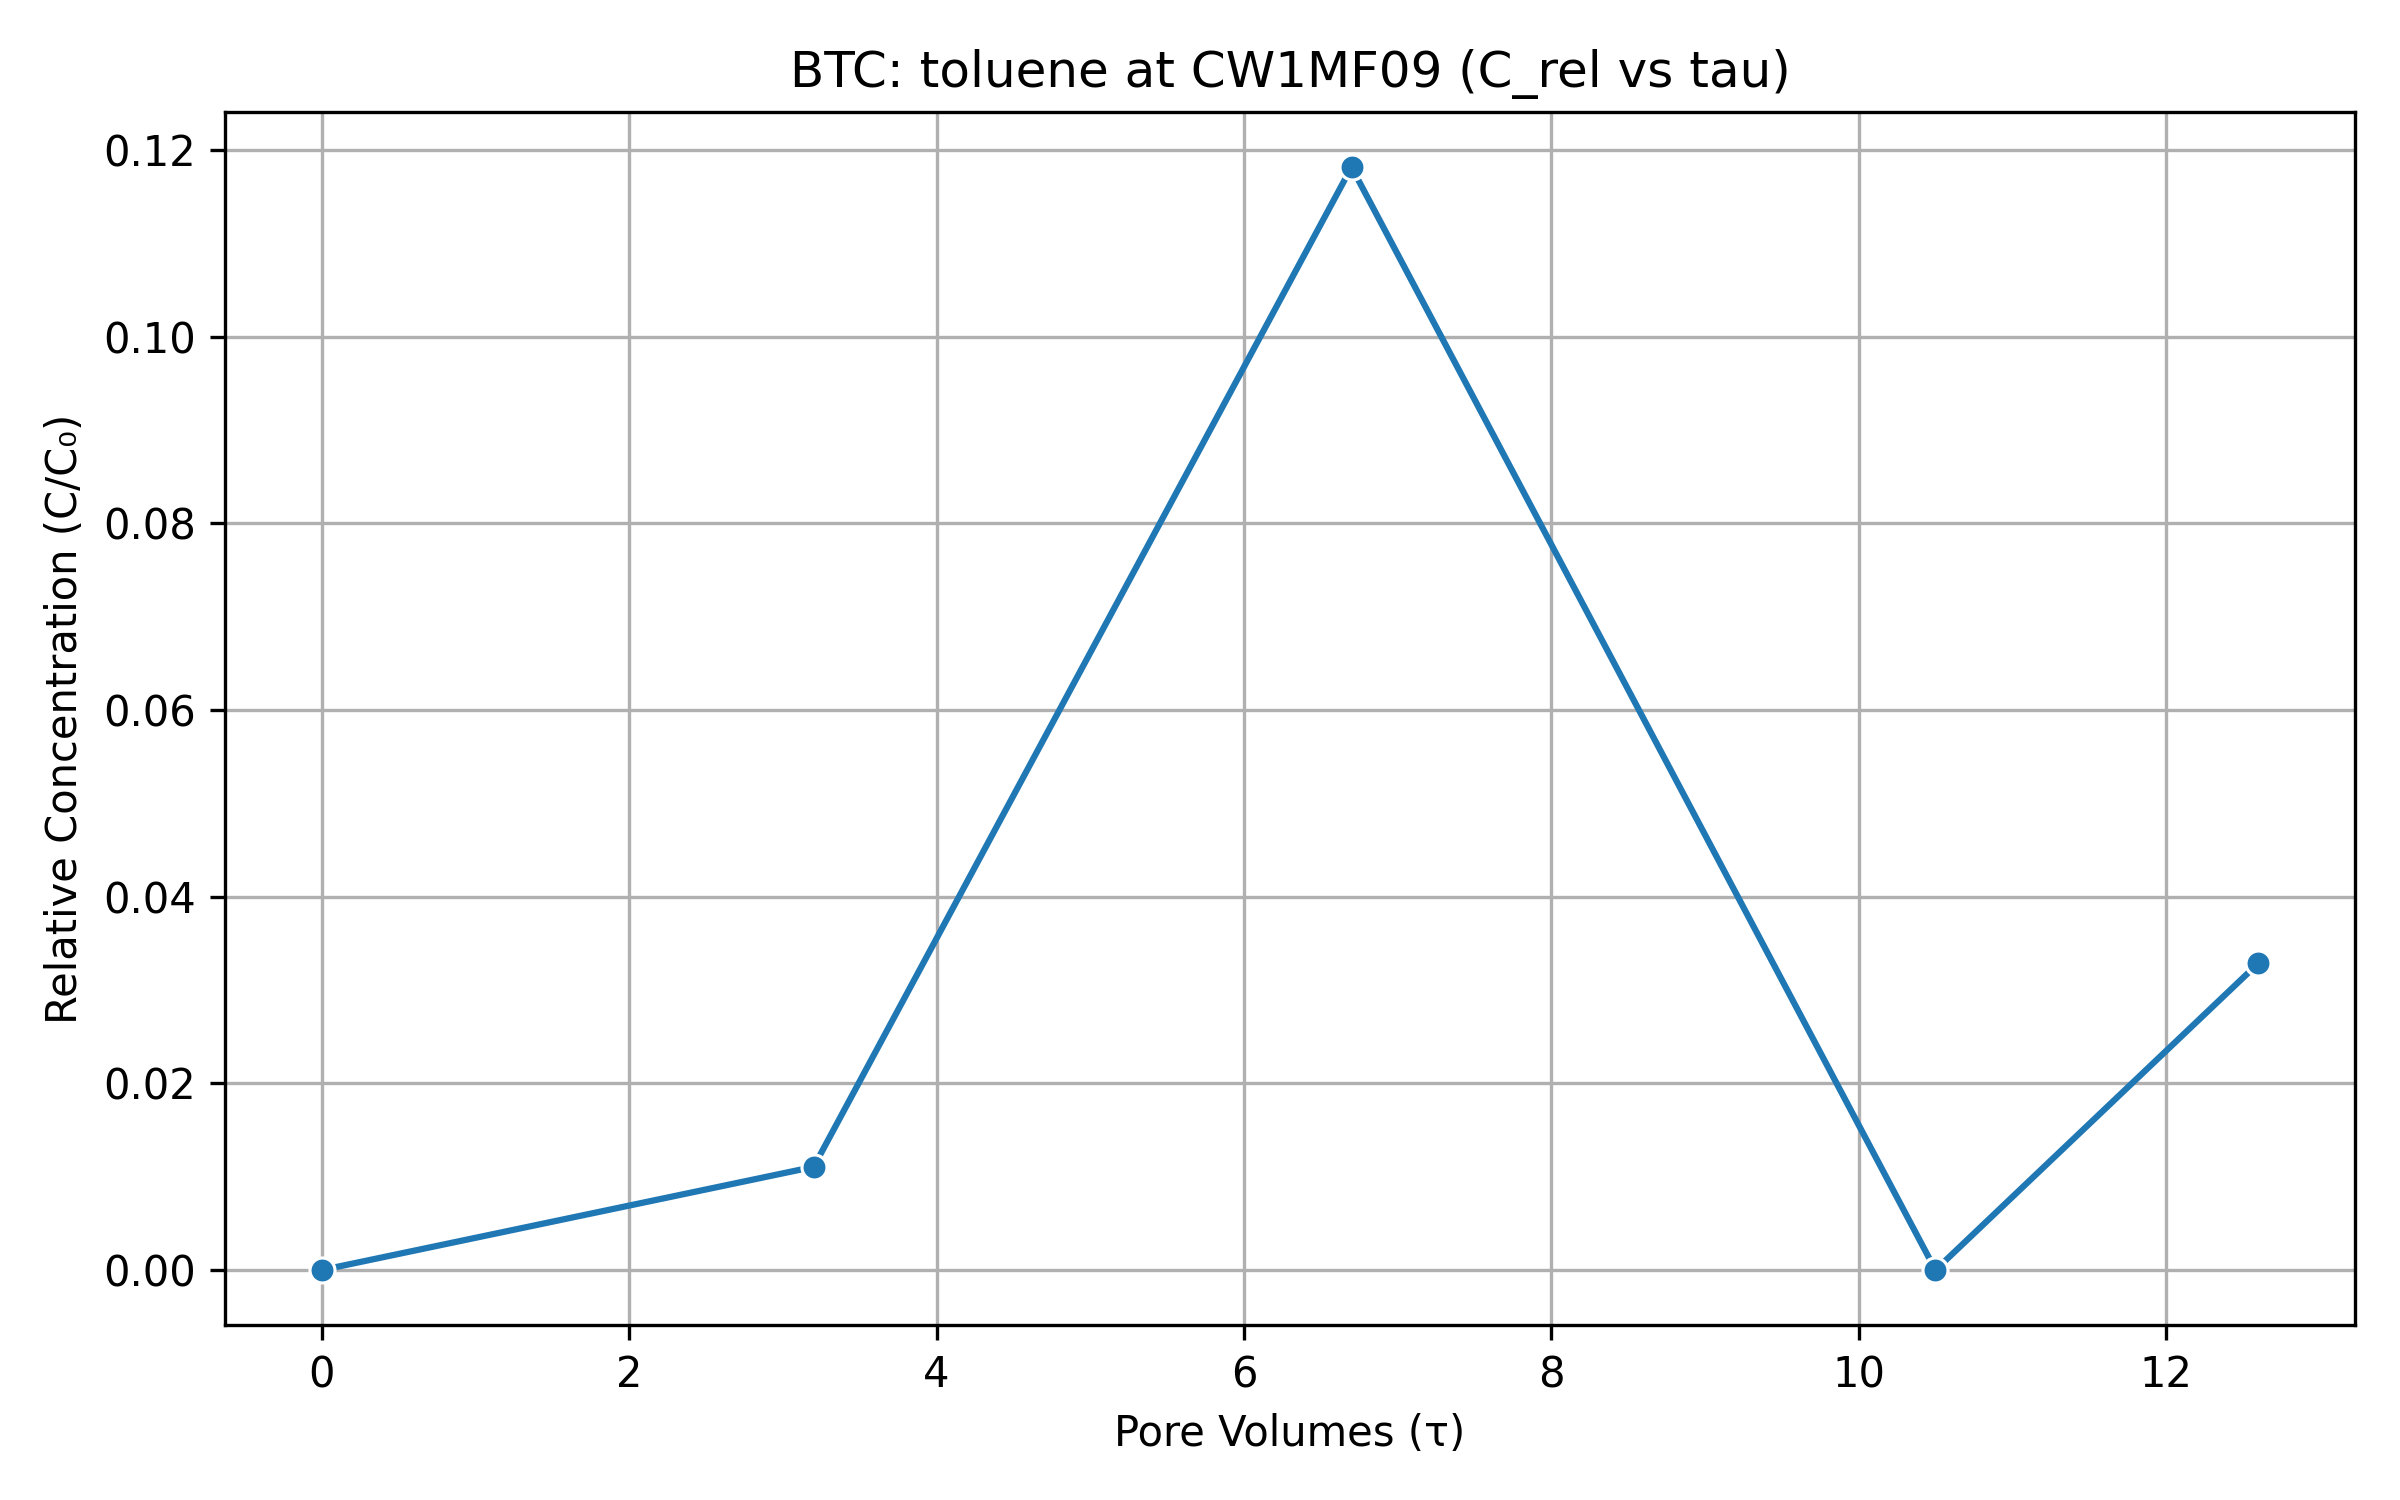 BTC: toluene at CW1MF09 (C_rel vs tau)
Relative Concentration (C/C₀)
0.12
0.10
0.08
0.06
0.04
0.02
0.00
0 2 4 6 8 10 12
Pore Volumes (τ)